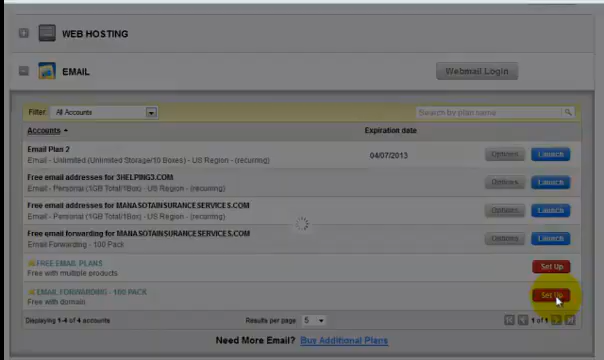 WEB HOSTING
EMAIL
Webmail Login
Filter: All Accounts
Search by plan name
Accounts
Expiration date
Email Plan 2
Email - Unlimited (Unlimited Storage/10 Boxes) - US Region - (recurring)
04/07/2013
Options
Launch
Free email addresses for 3HELPING3.COM
Email - Personal (1GB Total/1Box) - US Region - (recurring)
Options
Launch
Free email addresses for MANASOTAINSURANCESERVICES.COM
Email - Personal (1GB Total/1Box) - US Region - (recurring)
Options
Launch
Free email forwarding for MANASOTAINSURANCESERVICES.COM
Email Forwarding - 100 Pack
Options
Launch
FREE EMAIL PLANS
Free with multiple products
Set Up
EMAIL FORWARDING - 100 PACK
Free with domain
Set Up
Displaying 1-4 of 4 accounts
Results per page: 5
1 of 1
Need More Email? Buy Additional Plans